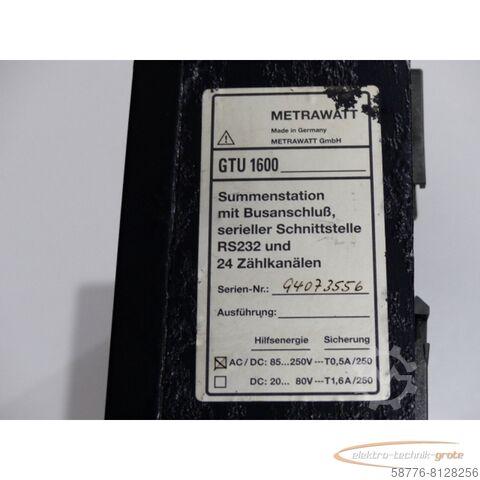 METRAWATT
Made in Germany
METRAWATT GmbH
GTU 1600
Summenstation
mit Busanschluß,
serieller Schnittstelle
RS232 und
24 Zählkanälen
Serien-Nr.: 94073556
Ausführung:
Hilfsenergie Sicherung
AC/DC: 85...250V---T0,5A/250
DC: 20... 80V---T1,6A/250
elektro-technik-grote
58776-8128256